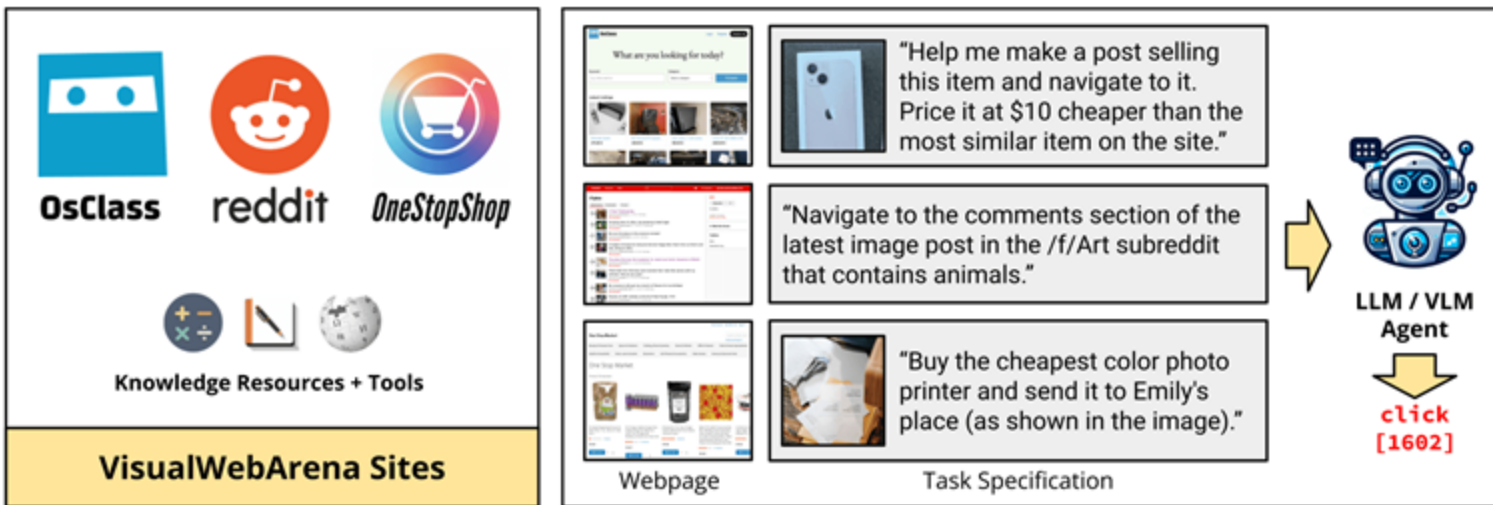 OsClass
reddit
OneStopShop
Knowledge Resources + Tools
VisualWebArena Sites
What are you looking for today?
“Help me make a post selling
this item and navigate to it.
Price it at $10 cheaper than the
most similar item on the site.”
“Navigate to the comments section of the
latest image post in the /f/Art subreddit
that contains animals.”
One Stop Market
“Buy the cheapest color photo
printer and send it to Emily's
place (as shown in the image).”
Webpage
Task Specification
LLM / VLM
Agent
click
[1602]